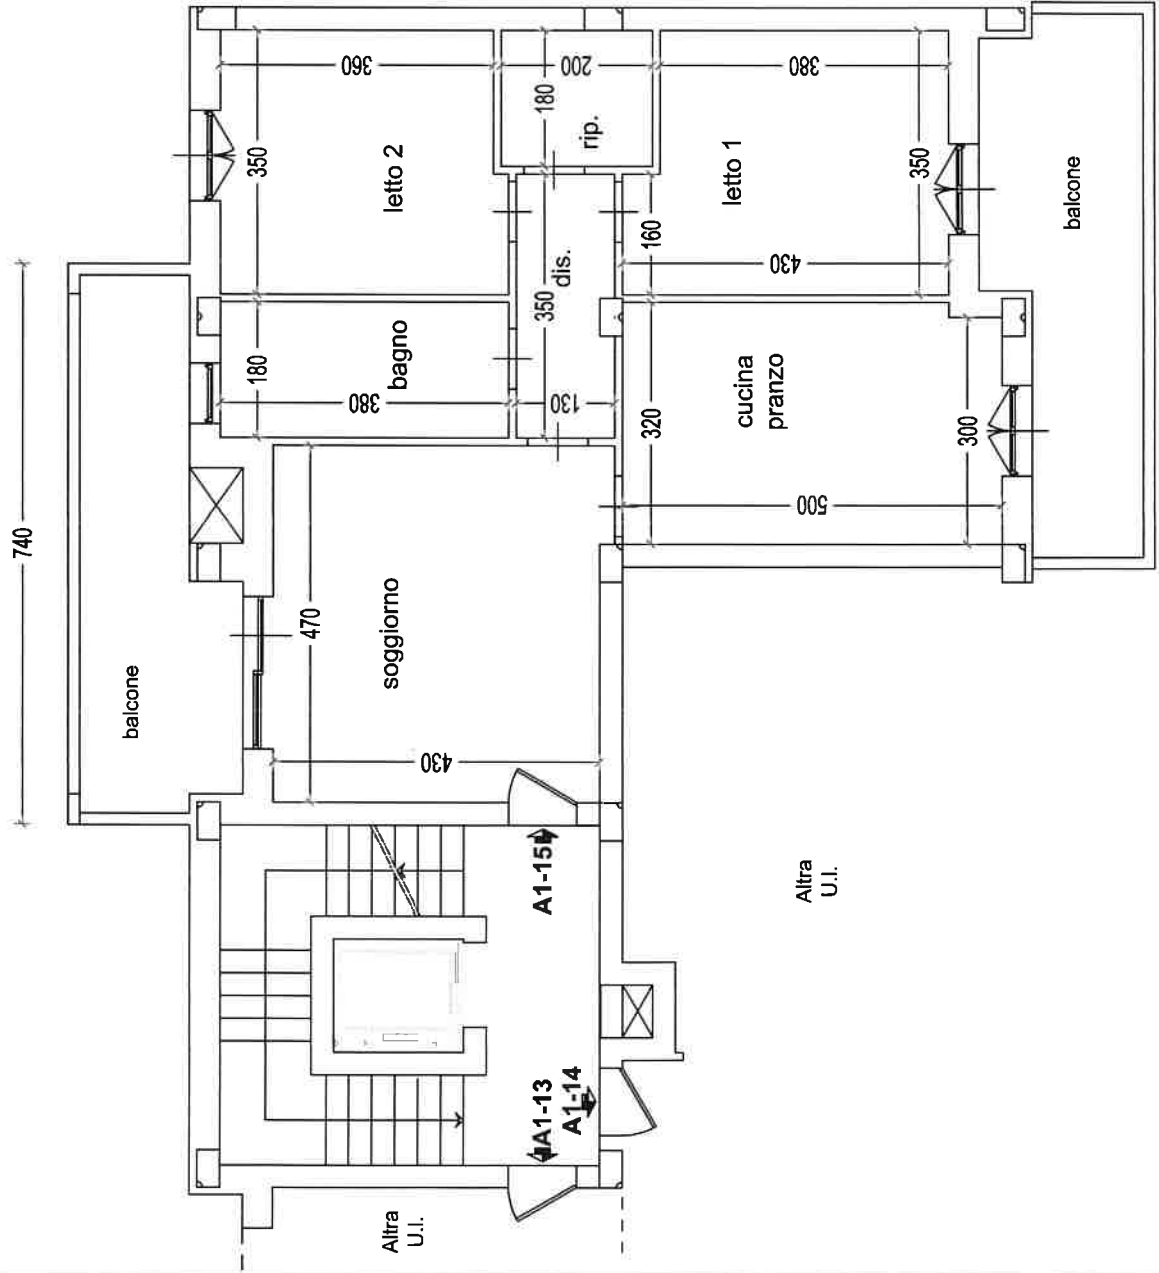 360
200
380
350
180
rip.
letto 2
letto 1
350
balcone
160
430
dis.
350
740
180
bagno
380
130
320
cucina
pranzo
300
500
470
soggiorno
430
balcone
A1-15
Altra
U.I.
A1-13
A1-14
Altra
U.I.